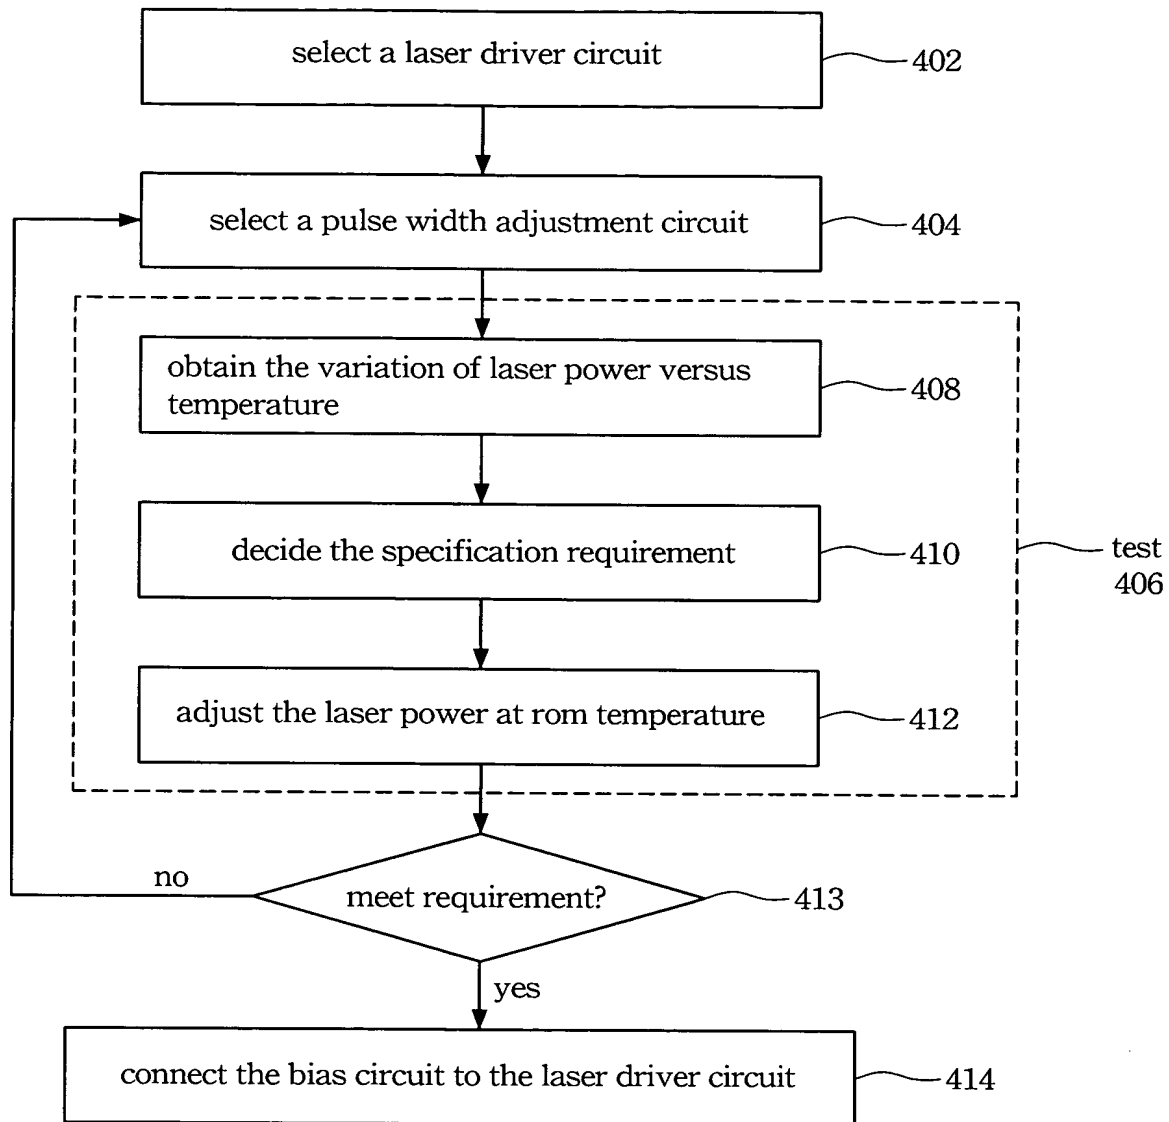 select a laser driver circuit
402
select a pulse width adjustment circuit
404
obtain the variation of laser power versus
temperature
408
decide the specification requirement
410
test
406
adjust the laser power at rom temperature
412
no
meet requirement?
413
yes
connect the bias circuit to the laser driver circuit
414